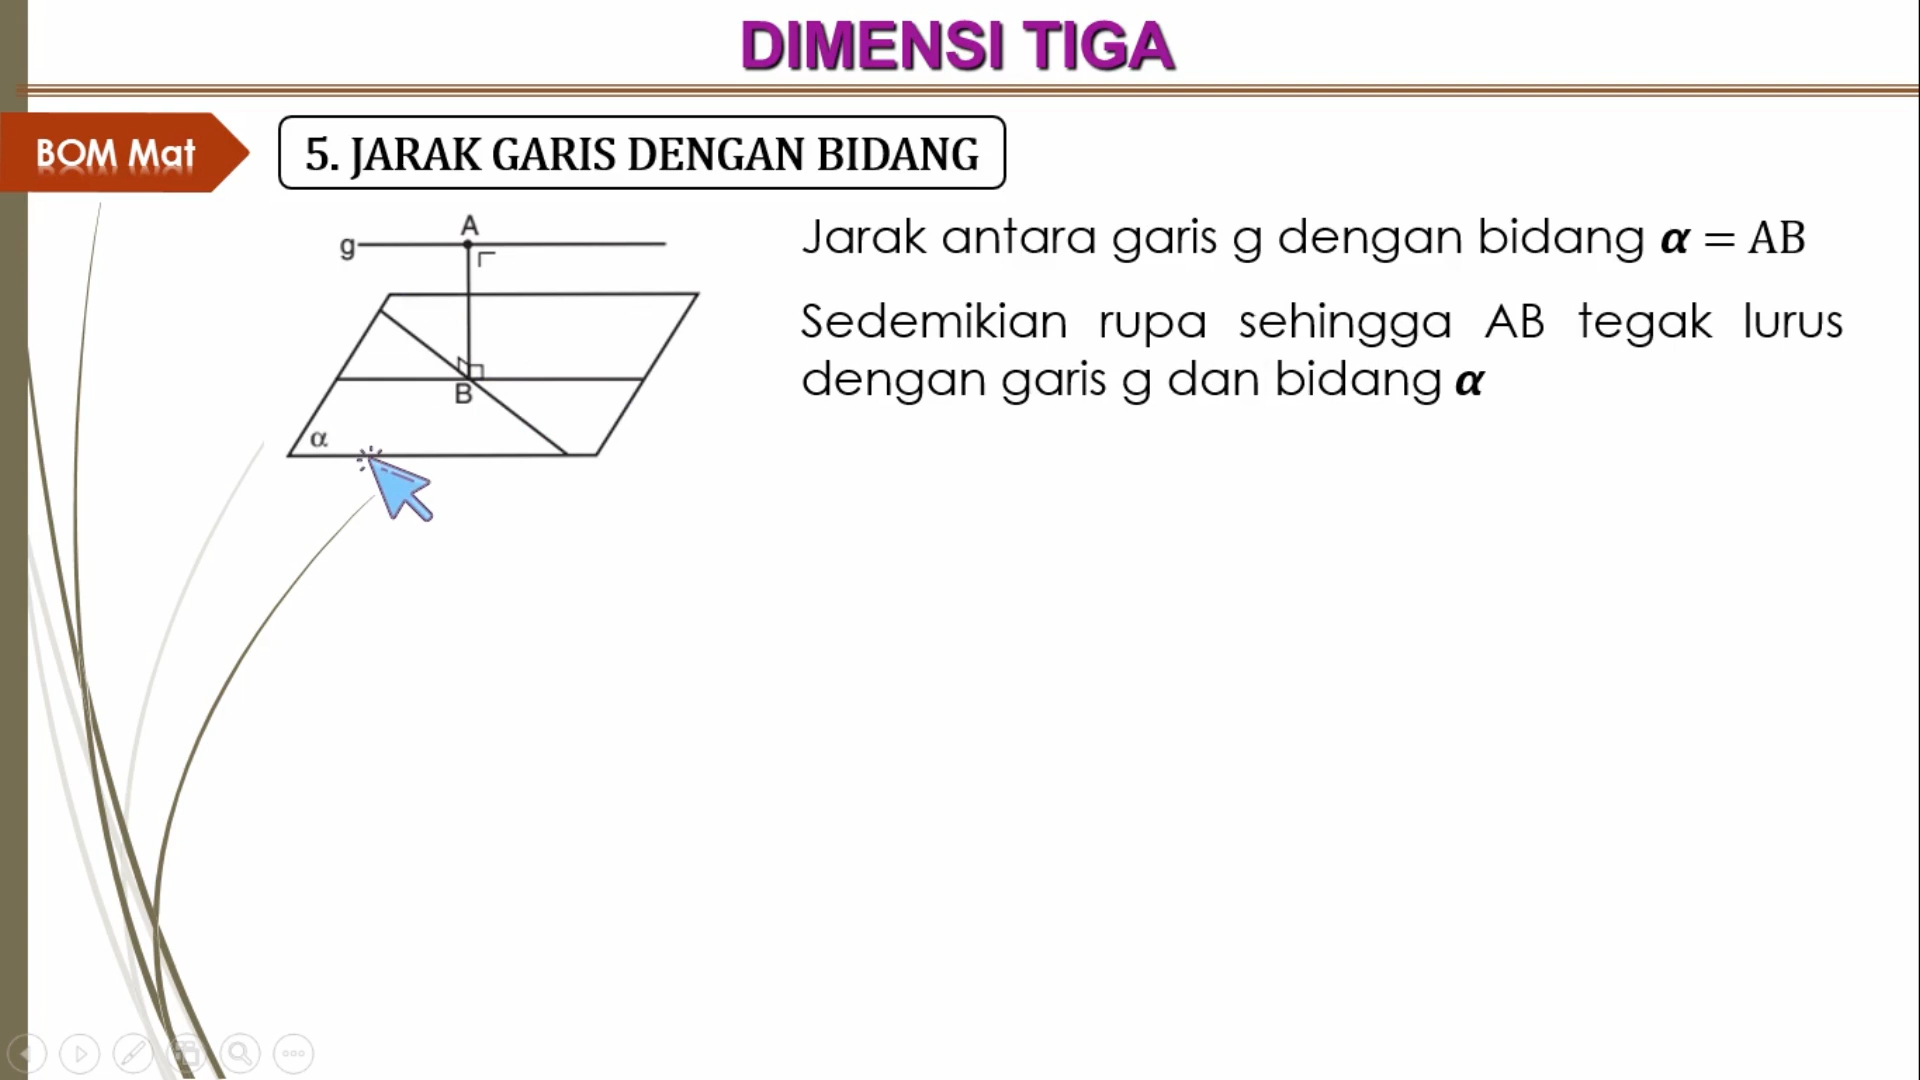 DIMENSI TIGA
BOM Mat
5. JARAK GARIS DENGAN BIDANG
A
g
B
α
Jarak antara garis g dengan bidang α = AB
Sedemikian rupa sehingga AB tegak lurus
dengan garis g dan bidang α